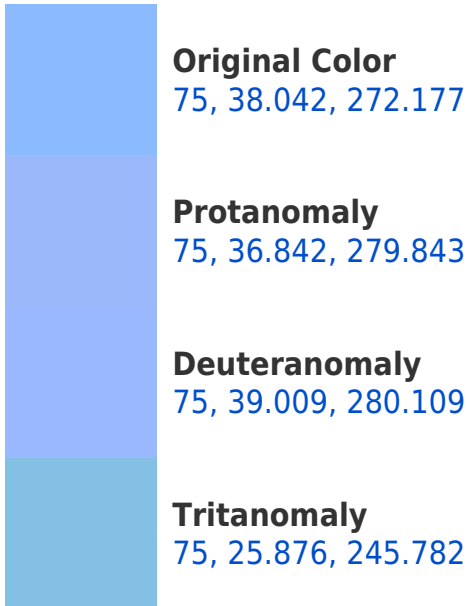 Original Color
75, 38.042, 272.177
Protanomaly
75, 36.842, 279.843
Deuteranomaly
75, 39.009, 280.109
Tritanomaly
75, 25.876, 245.782